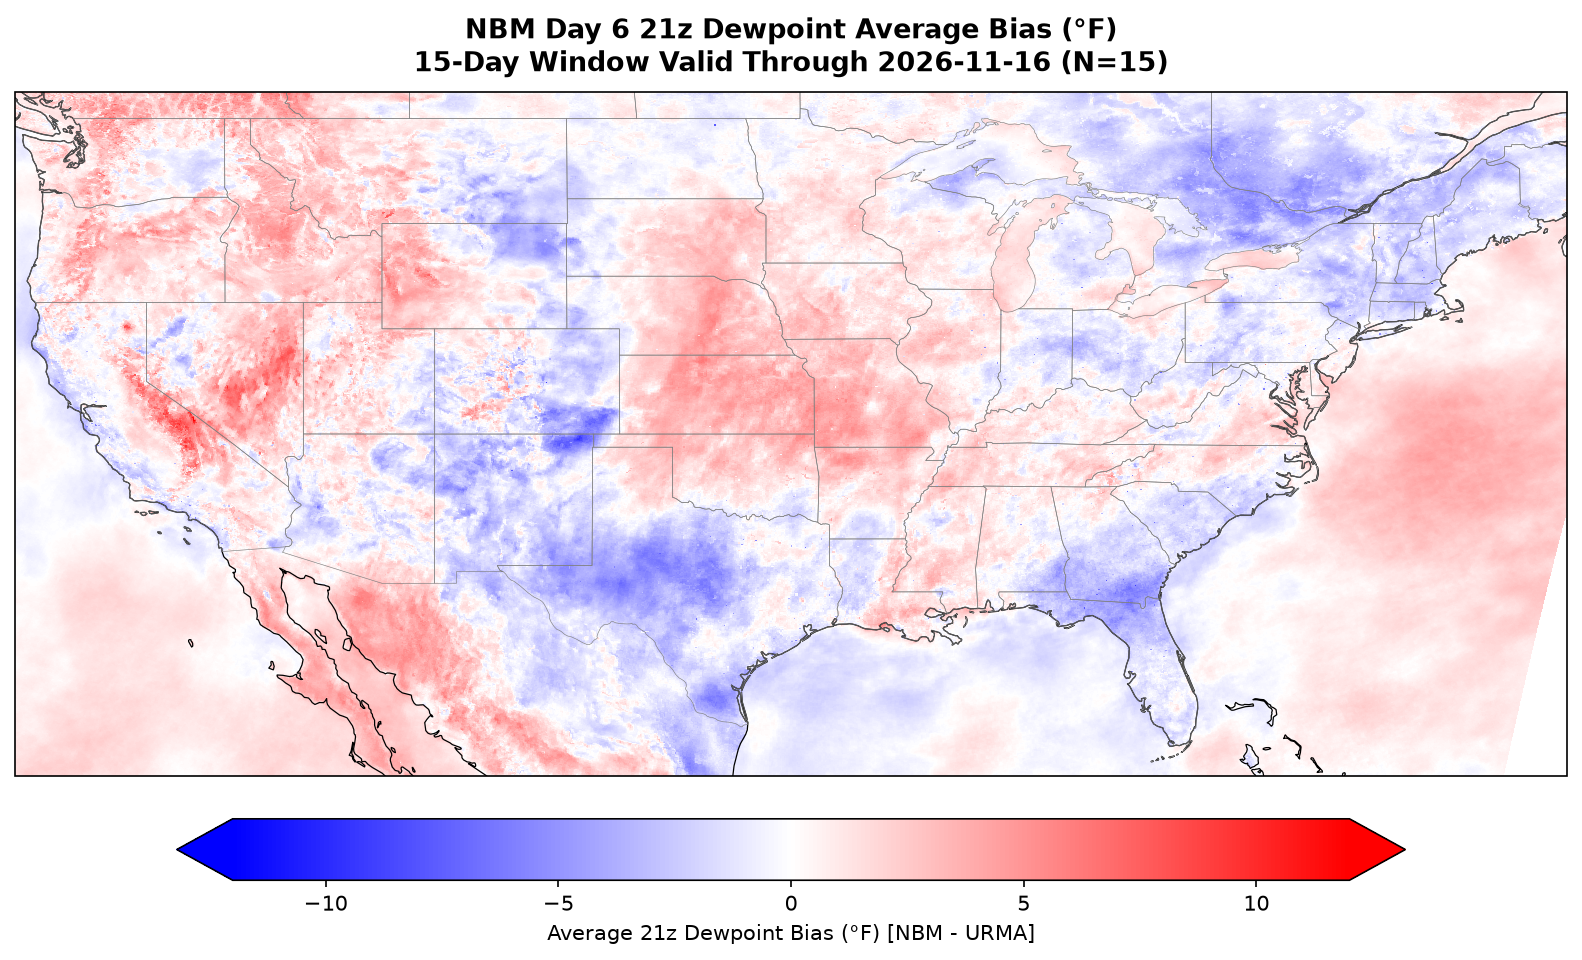 NBM Day 6 21z Dewpoint Average Bias (°F)
15-Day Window Valid Through 2026-11-16 (N=15)
−10 −5 0 5 10
Average 21z Dewpoint Bias (°F) [NBM - URMA]